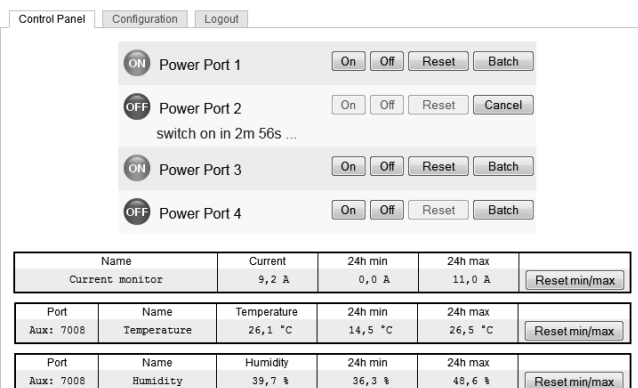 Control Panel Configuration Logout
ON Power Port 1 On Off Reset Batch
OFF Power Port 2 On Off Reset Cancel
switch on in 2m 56s ...
ON Power Port 3 On Off Reset Batch
OFF Power Port 4 On Off Reset Batch
Name Current 24h min 24h max
Current monitor 9,2 A 0,0 A 11,0 A Reset min/max
Port Name Temperature 24h min 24h max
Aux: 7008 Temperature 26,1 °C 14,5 °C 26,5 °C Reset min/max
Port Name Humidity 24h min 24h max
Aux: 7008 Humidity 39,7 % 36,3 % 48,6 % Reset min/max